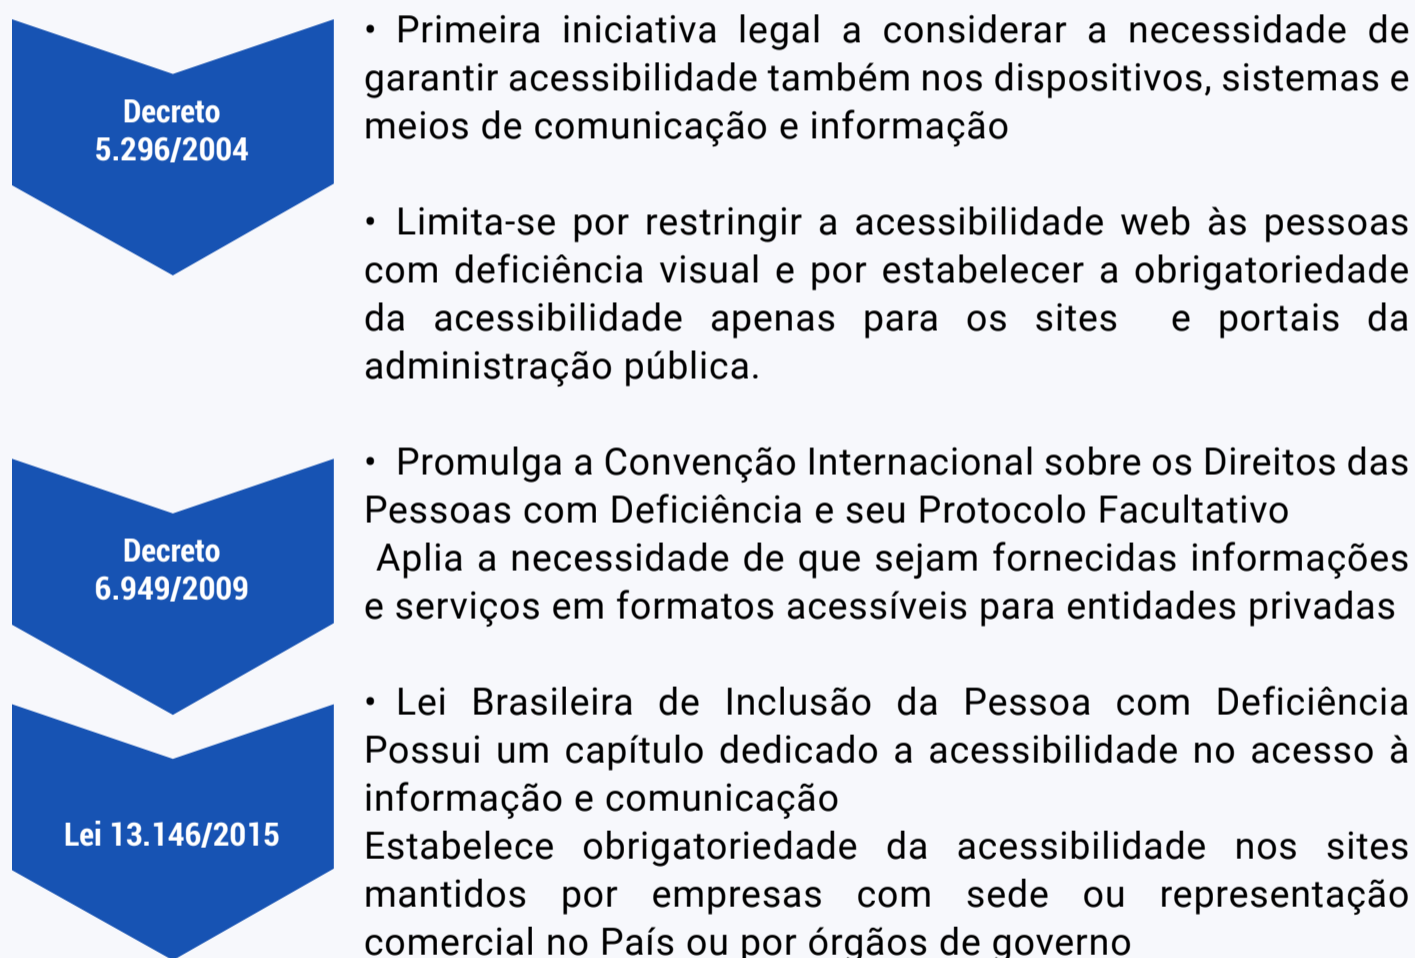 Decreto
5.296/2004
• Primeira iniciativa legal a considerar a necessidade de
garantir acessibilidade também nos dispositivos, sistemas e
meios de comunicação e informação
• Limita-se por restringir a acessibilidade web às pessoas
com deficiência visual e por estabelecer a obrigatoriedade
da acessibilidade apenas para os sites e portais da
administração pública.
Decreto
6.949/2009
• Promulga a Convenção Internacional sobre os Direitos das
Pessoas com Deficiência e seu Protocolo Facultativo
Aplia a necessidade de que sejam fornecidas informações
e serviços em formatos acessíveis para entidades privadas
Lei 13.146/2015
• Lei Brasileira de Inclusão da Pessoa com Deficiência
Possui um capítulo dedicado a acessibilidade no acesso à
informação e comunicação
Estabelece obrigatoriedade da acessibilidade nos sites
mantidos por empresas com sede ou representação
comercial no País ou por órgãos de governo